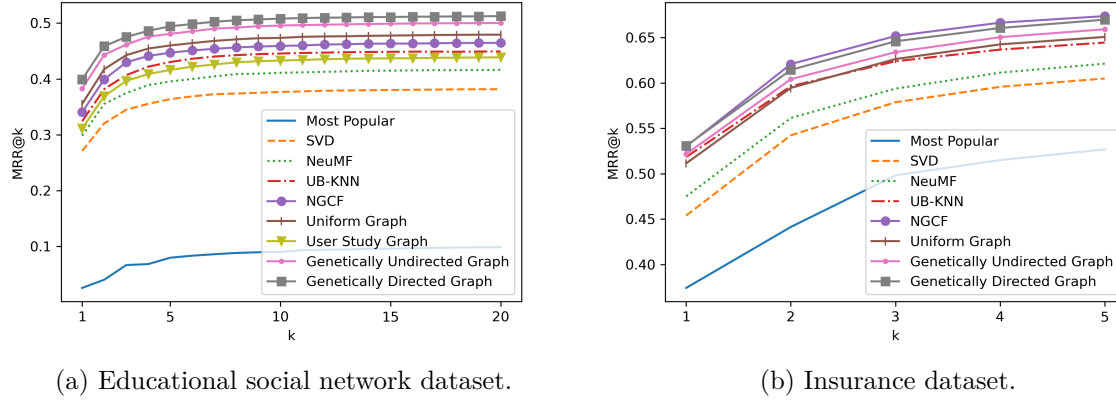 0.5
0.4
0.3
0.2
0.1
MRR@k
1
5
10
15
20
k
Most Popular
SVD
NeuMF
UB-KNN
NGCF
Uniform Graph
User Study Graph
Genetically Undirected Graph
Genetically Directed Graph
(a) Educational social network dataset.
0.65
0.60
0.55
0.50
0.45
0.40
MRR@k
1
2
3
4
5
k
Most Popular
SVD
NeuMF
UB-KNN
NGCF
Uniform Graph
Genetically Undirected Graph
Genetically Directed Graph
(b) Insurance dataset.